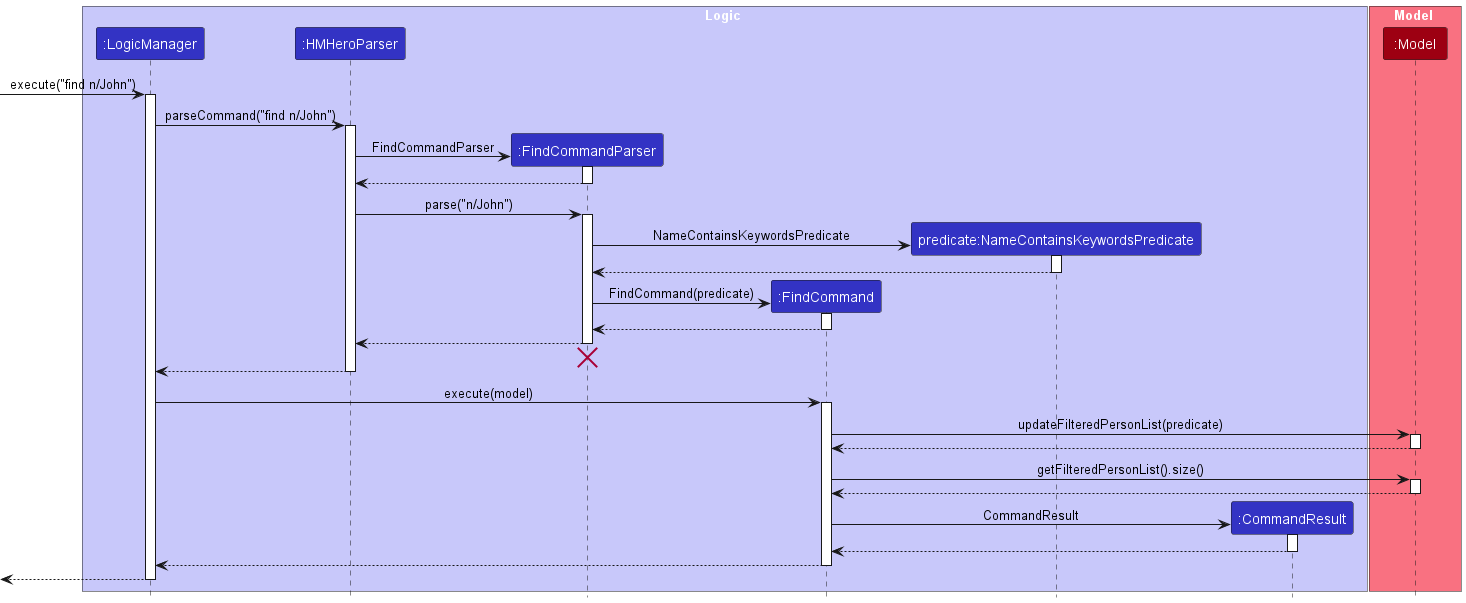 Logic
Model
:LogicManager
:HMHeroParser
:Model
execute("find n/John")
parseCommand("find n/John")
FindCommandParser
:FindCommandParser
parse("n/John")
NameContainsKeywordsPredicate
predicate:NameContainsKeywordsPredicate
FindCommand(predicate)
:FindCommand
execute(model)
updateFilteredPersonList(predicate)
getFilteredPersonList().size()
CommandResult
:CommandResult